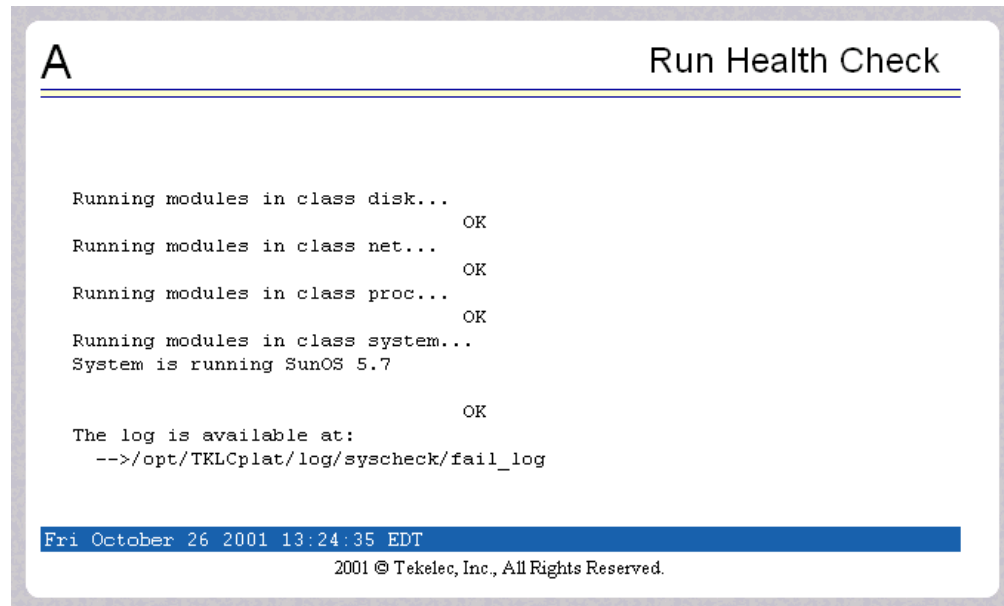 A
Run Health Check
Running modules in class disk...
OK
Running modules in class net...
OK
Running modules in class proc...
OK
Running modules in class system...
System is running SunOS 5.7
OK
The log is available at:
-->/opt/TKLCplat/log/syscheck/fail_log
Fri October 26 2001 13:24:35 EDT
2001 © Tekelec, Inc., All Rights Reserved.